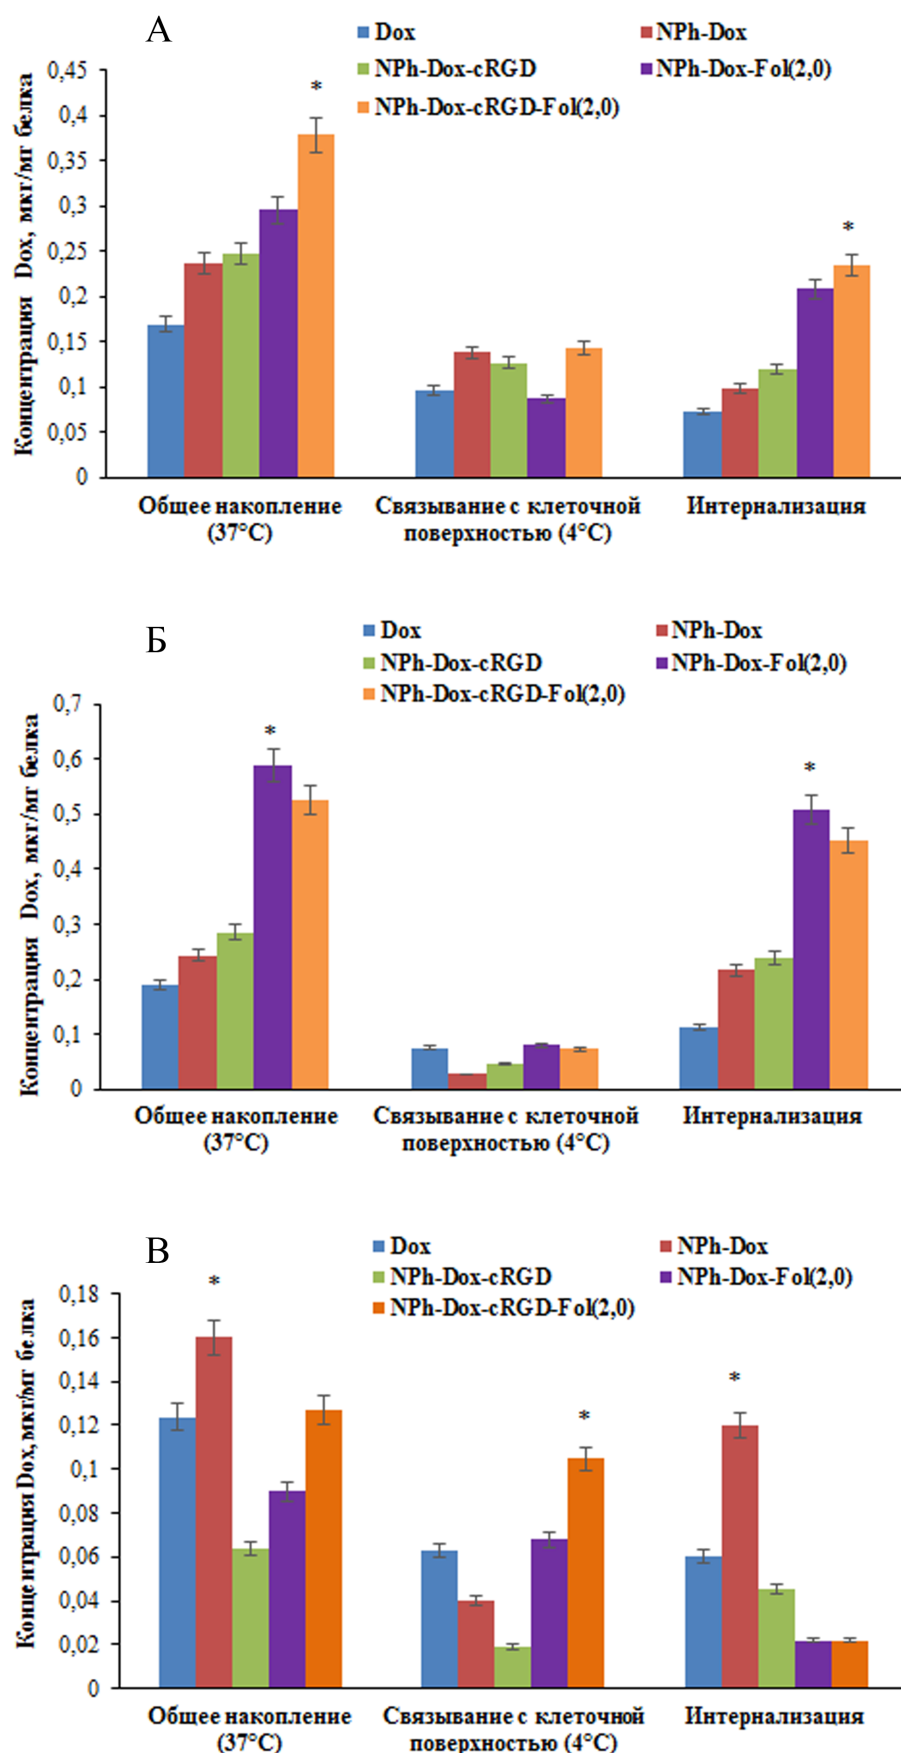 А
Dox
NPh-Dox
NPh-Dox-cRGD
NPh-Dox-Fol(2,0)
NPh-Dox-cRGD-Fol(2,0)
Концентрация Dox, мкг/мг белка
0,45
0,4
0,35
0,3
0,25
0,2
0,15
0,1
0,05
0
*
*
Общее накопление
(37°C)
Связывание с клеточной
поверхностью (4°C)
Интернализация
Б
Dox
NPh-Dox
NPh-Dox-cRGD
NPh-Dox-Fol(2,0)
NPh-Dox-cRGD-Fol(2,0)
Концентрация Dox, мкг/мг белка
0,7
0,6
0,5
0,4
0,3
0,2
0,1
0
*
*
Общее накопление
(37°C)
Связывание с клеточной
поверхностью (4°C)
Интернализация
В
Dox
NPh-Dox
NPh-Dox-cRGD
NPh-Dox-Fol(2,0)
NPh-Dox-cRGD-Fol(2,0)
Концентрация Dox, мкг/мг белка
0,18
0,16
0,14
0,12
0,1
0,08
0,06
0,04
0,02
0
*
*
*
Общее накопление
(37°C)
Связывание с клеточной
поверхностью (4°C)
Интернализация